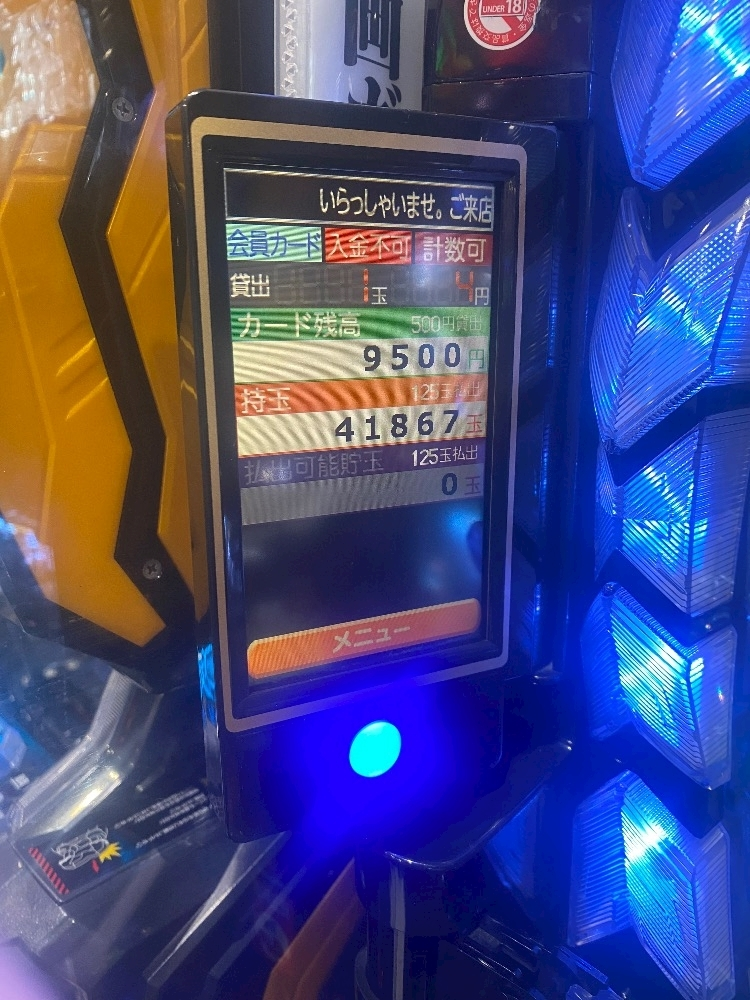 UNDER 18
いらっしゃいませ。ご来店
会員カード 入金不可 計数可
貸出 1玉 4円
カード残高 500円貸出
9500円
持玉 125玉払出
41867玉
払出可能貯玉 125玉払出
0玉
メニュー